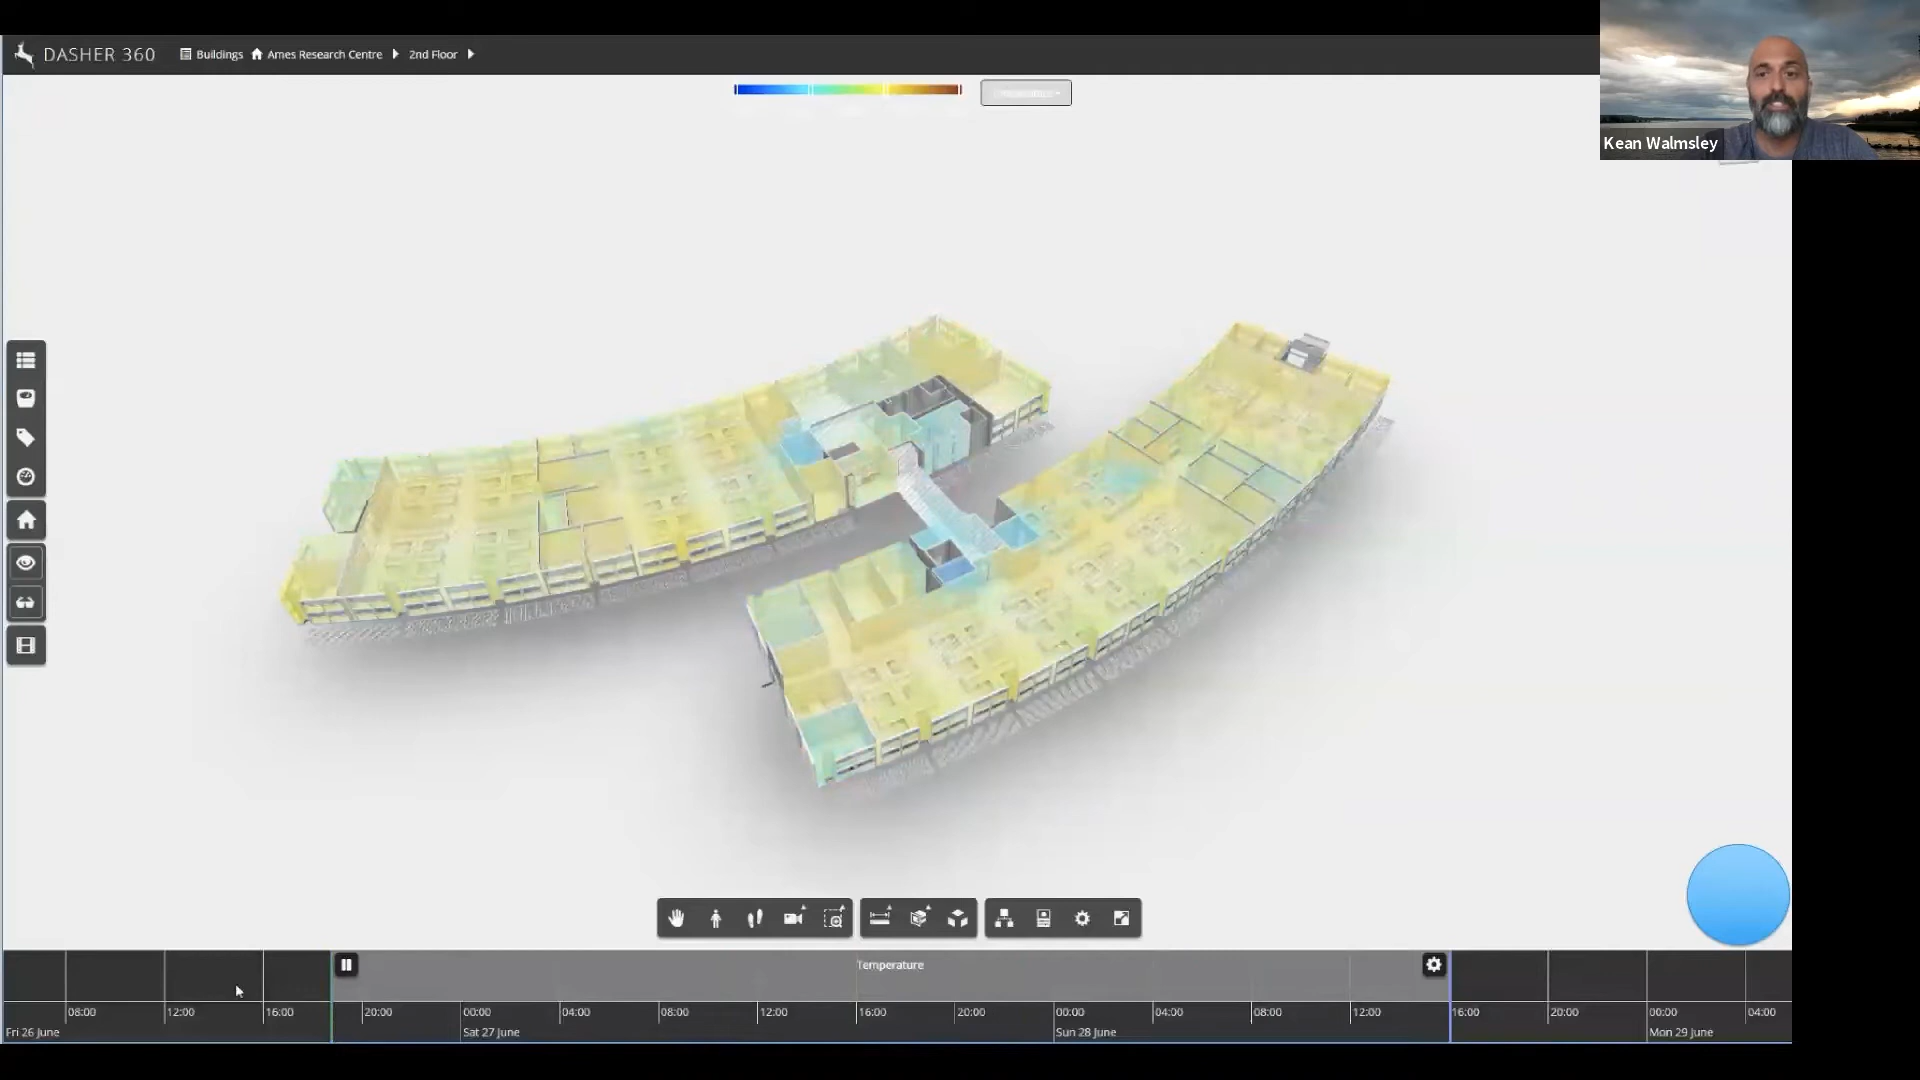 DASHER 360 Buildings Ames Research Centre 2nd Floor
Kean Walmsley
Temperature
08:00 12:00 16:00 20:00 00:00 04:00 08:00 12:00 16:00 20:00 00:00 04:00 08:00 12:00 16:00 20:00 00:00 04:00
Fri 26 June Sat 27 June Sun 28 June Mon 29 June